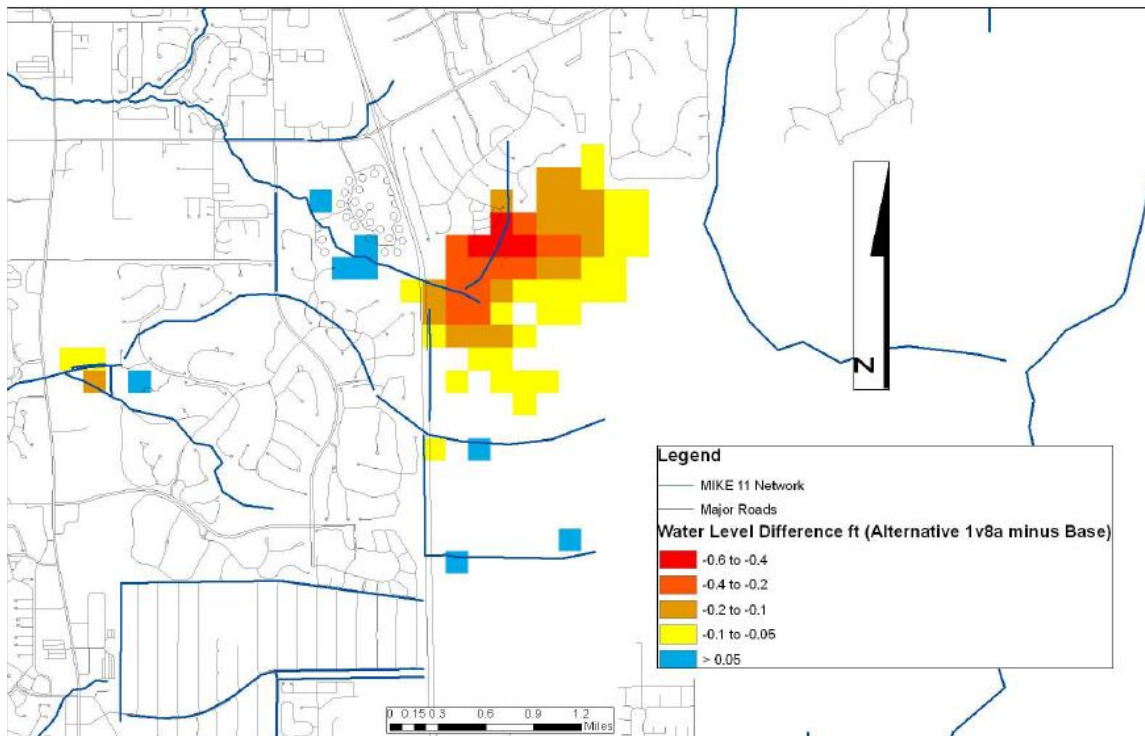 N
Legend
MIKE 11 Network
Major Roads
Water Level Difference ft (Alternative 1v8a minus Base)
-0.6 to -0.4
-0.4 to -0.2
-0.2 to -0.1
-0.1 to -0.05
> 0.05
0 0.15 0.3 0.6 0.9 1.2
Miles